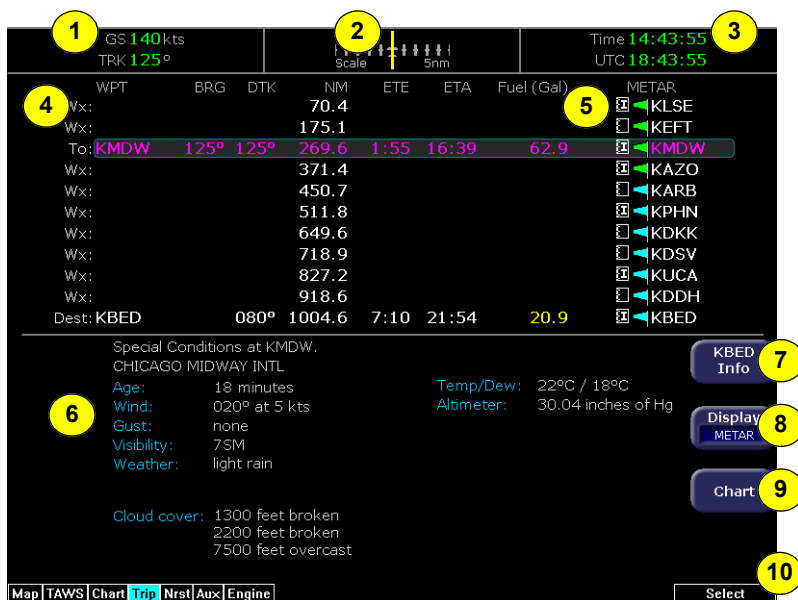 1 GS 140kts 2 Time 14:43:55 3
TRK 125° Scale 5nm UTC 18:43:55
4 WPT BRG DTK NM ETE ETA Fuel (Gal) 5 METAR
Wx: 70.4 I KLSE
Wx: 175.1 KEFT
To: KMDW 125° 125° 269.6 1:55 16:39 62.9 I KMDW
Wx: 371.4 I KAZO
Wx: 450.7 KARB
Wx: 511.8 I KPHN
Wx: 649.6 KDKK
Wx: 718.9 KDSV
Wx: 827.2 I KUCA
Wx: 918.6 KDDH
Dest: KBED 080° 1004.6 7:10 21:54 20.9 I KBED
Special Conditions at KMDW.
CHICAGO MIDWAY INTL
Age: 18 minutes Temp/Dew: 22°C / 18°C
Wind: 020° at 5 kts Altimeter: 30.04 inches of Hg
Gust: none
Visibility: 7SM
Weather: light rain
Cloud cover: 1300 feet broken
2200 feet broken
7500 feet overcast
6
KBED
Info
7
Display
METAR
8
Chart 9
10
Map TAWS Chart Trip Nrst Aux Engine Select